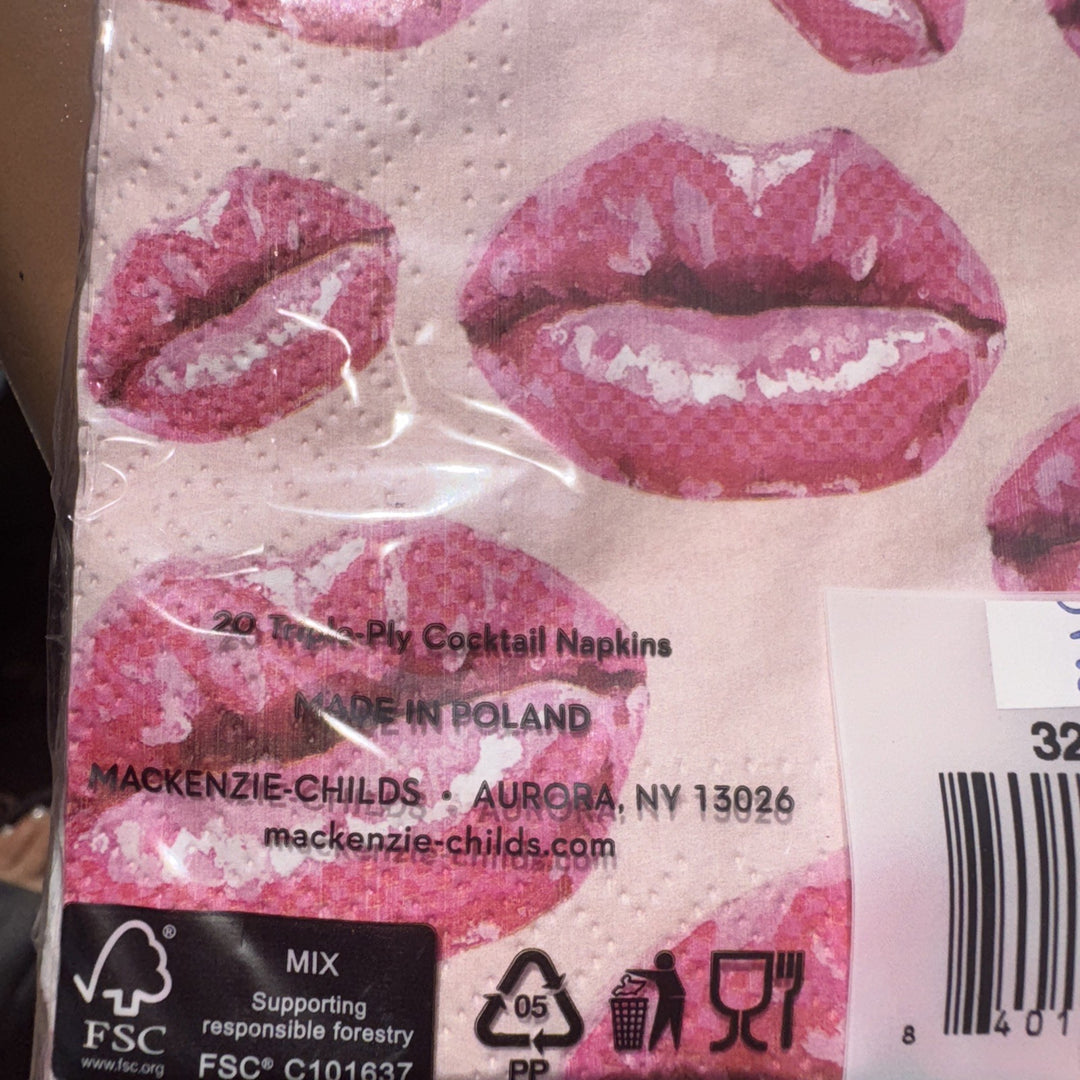 20 Triple-Ply Cocktail Napkins
MADE IN POLAND
MACKENZIE-CHILDS • AURORA, NY 13026
mackenzie-childs.com
FSC®
www.fsc.org
MIX
Supporting
responsible forestry
FSC® C101637
05
PP
32
8 401